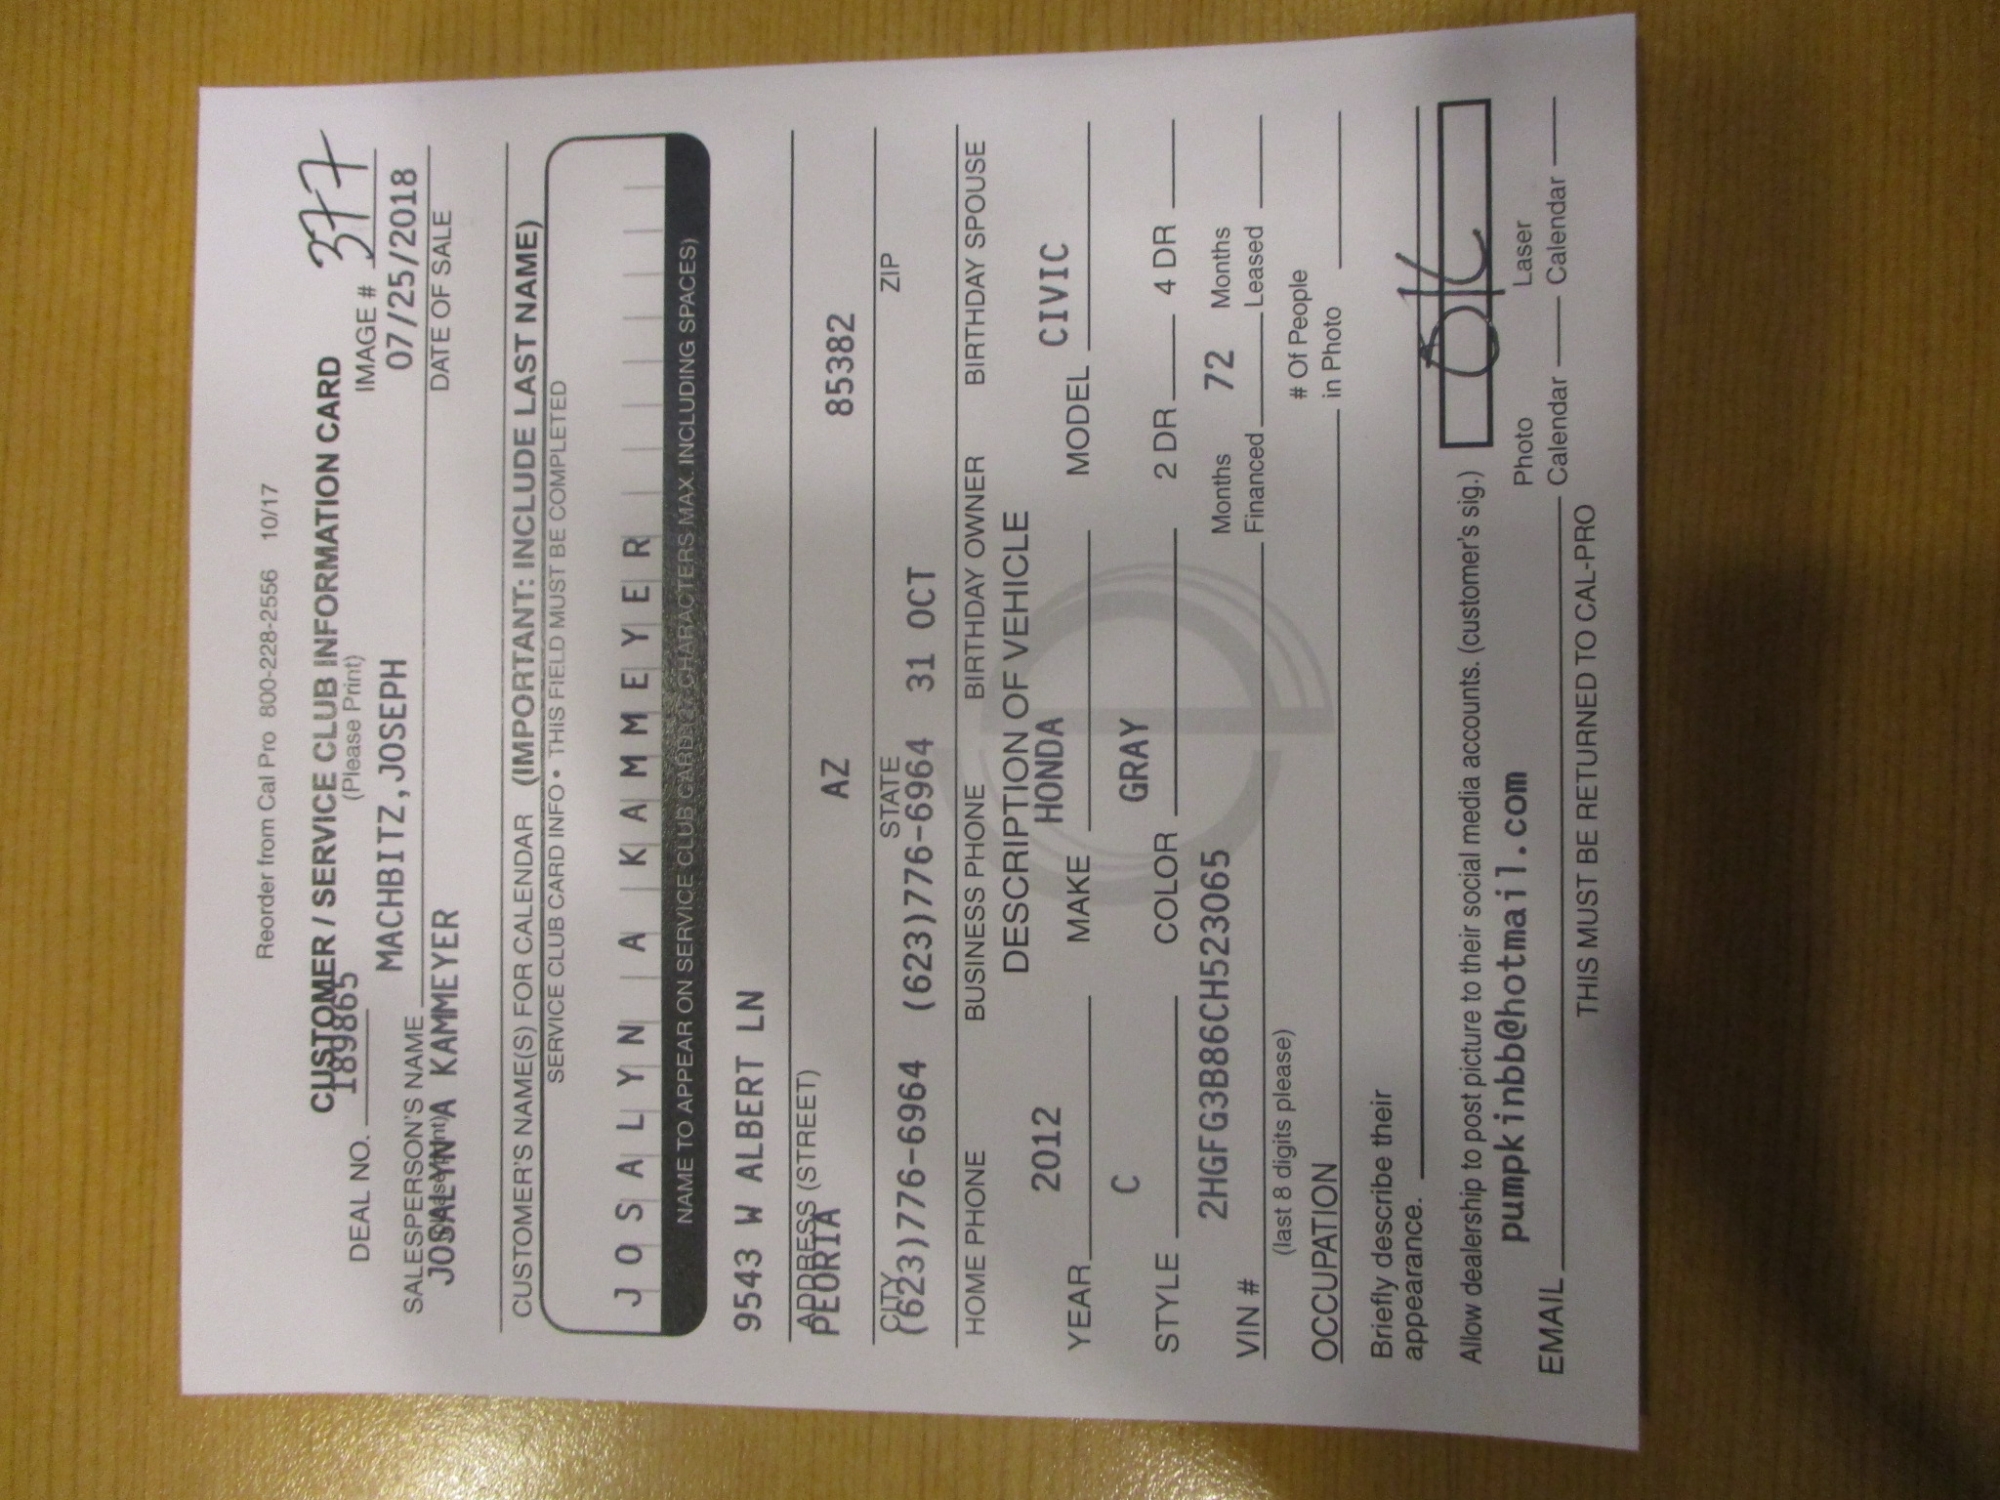 Reorder from Cal Pro 800-228-2556 10/17
CUSTOMER / SERVICE CLUB INFORMATION CARD
(Please Print)
DEAL NO. 1898865 IMAGE # 377
MACHBITZ,JOSEPH 07/25/2018
SALESPERSON'S NAME DATE OF SALE
JOSALYN A KAMMEYER
CUSTOMER'S NAME(S) FOR CALENDAR (IMPORTANT: INCLUDE LAST NAME)
SERVICE CLUB CARD INFO • THIS FIELD MUST BE COMPLETED
JOSALYN A KAMMEYER
NAME TO APPEAR ON SERVICE CLUB CARD CHARACTERS MAX. INCLUDING SPACES)
9543 W ALBERT LN
ADDRESS (STREET)
PEORIA AZ 85382
CITY STATE ZIP
(623)776-6964 (623)776-6964 31 OCT
HOME PHONE BUSINESS PHONE BIRTHDAY OWNER BIRTHDAY SPOUSE
DESCRIPTION OF VEHICLE
YEAR 2012 MAKE HONDA MODEL CIVIC
STYLE C COLOR GRAY 2 DR 4 DR
VIN # 2HGFG3B86CH523065 Months Financed 72 Months Leased
(last 8 digits please)
OCCUPATION # Of People in Photo
Briefly describe their
appearance.
Allow dealership to post picture to their social media accounts. (customer's sig.) OK
EMAIL pumpkinbb@hotmail.com Photo Calendar Laser Calendar Calendar
THIS MUST BE RETURNED TO CAL-PRO